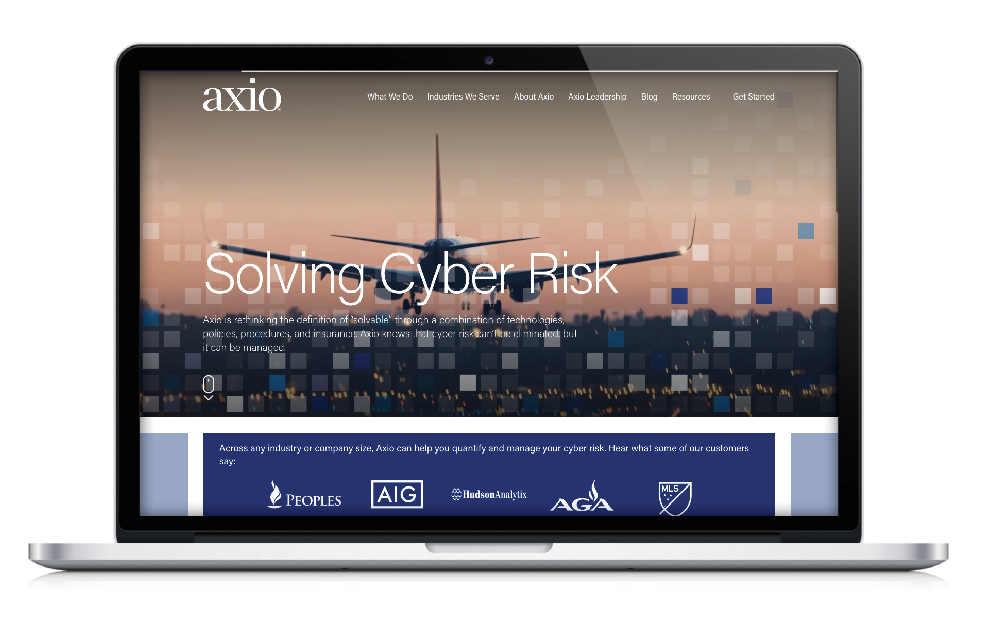 axio
What We Do Industries We Serve About Axio Axio Leadership Blog Resources Get Started
Solving Cyber Risk
Axio is rethinking the definition of "solvable" through a combination of technologies,
policies, procedures, and insurance. Axio knows that cyber risk can't be eliminated, but
it can be managed.
Across any industry or company size, Axio can help you quantify and manage your cyber risk. Hear what some of our customers
say:
PEOPLES AIG HudsonAnalytix AGA MLS